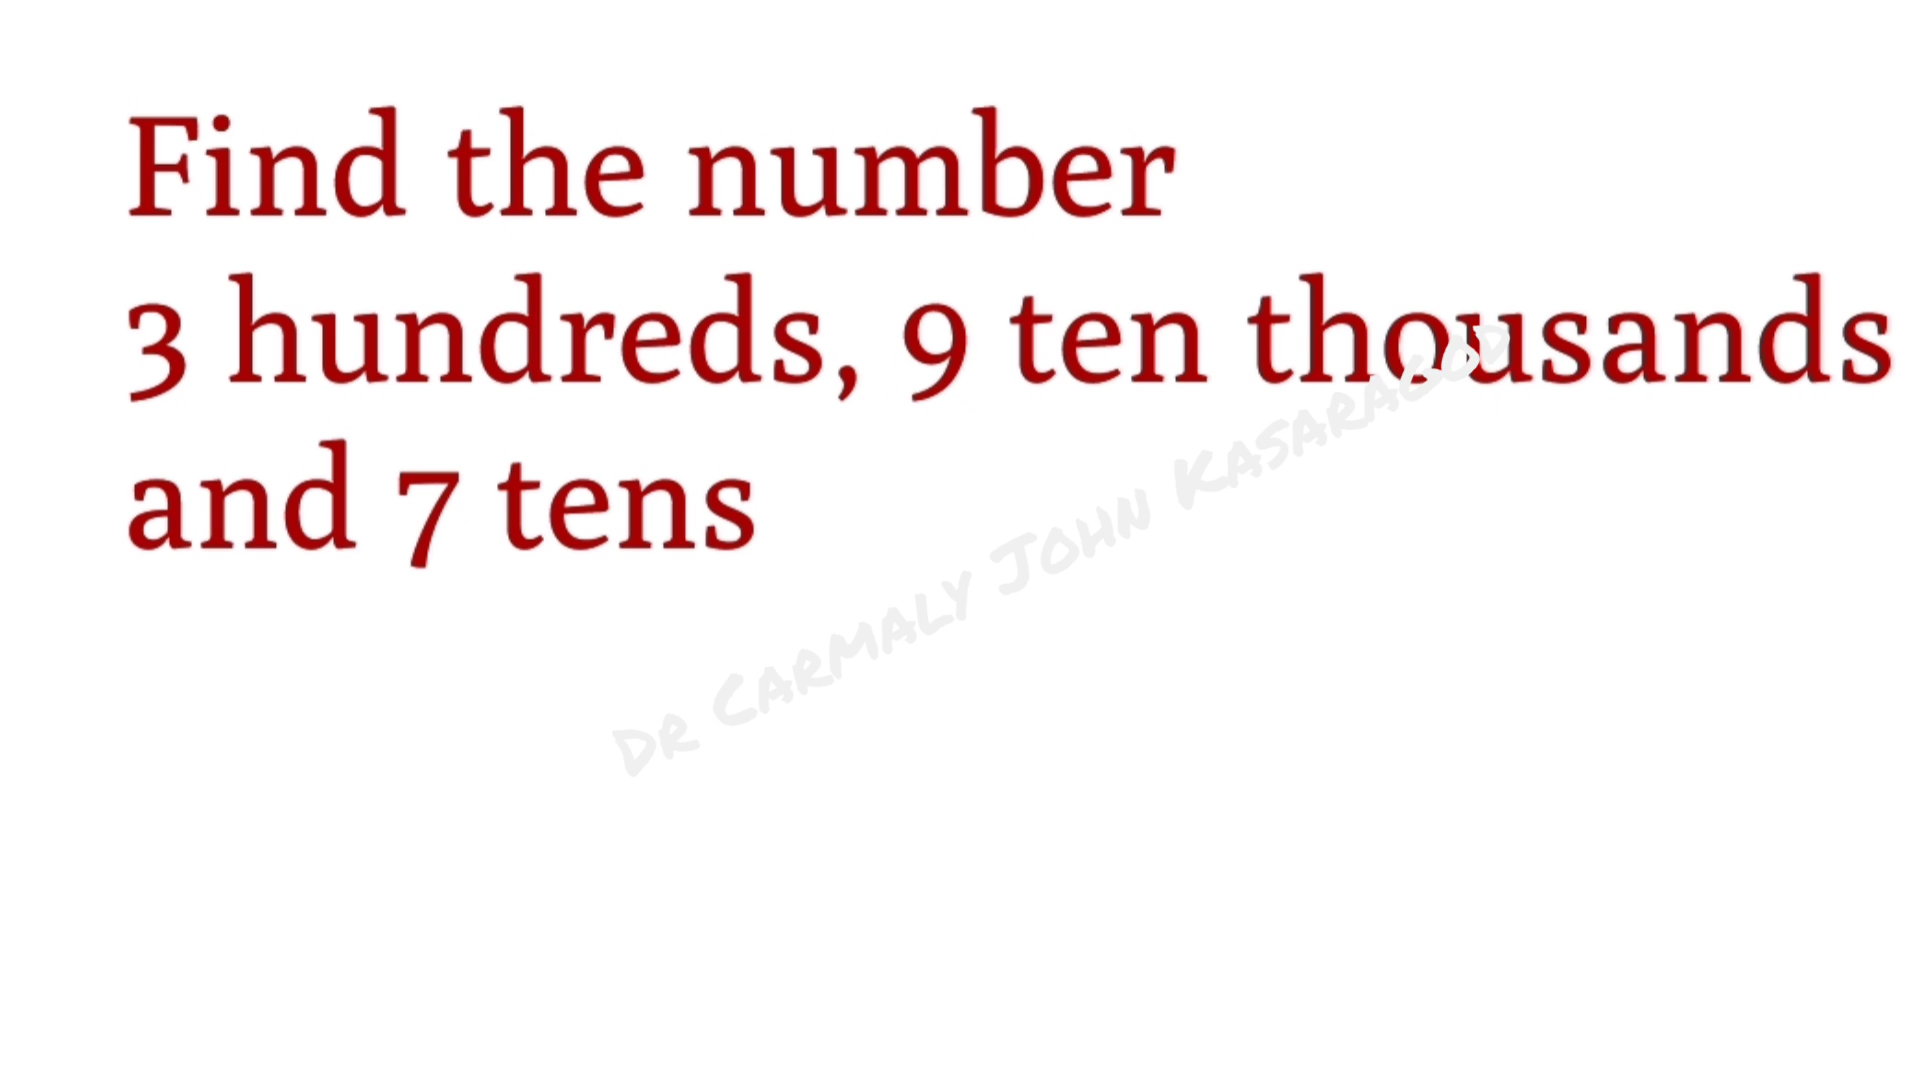 Find the number
3 hundreds, 9 ten thousands
and 7 tens
Dr Carmaly John Kasaragod